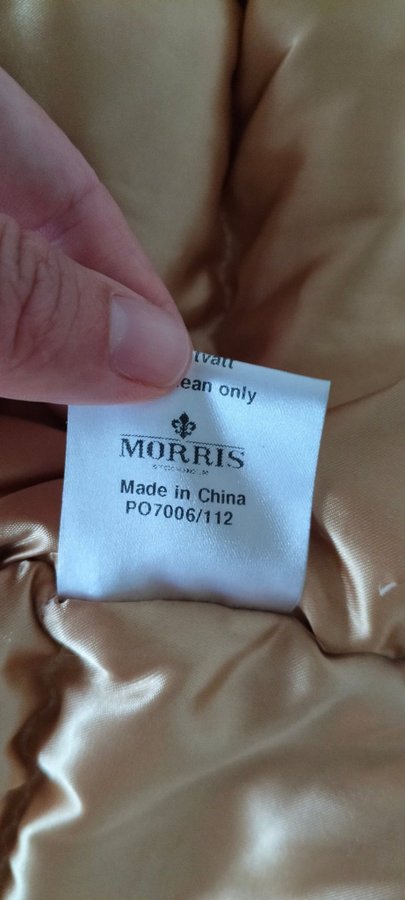 only
MORRIS
Made in China
PO7006/112